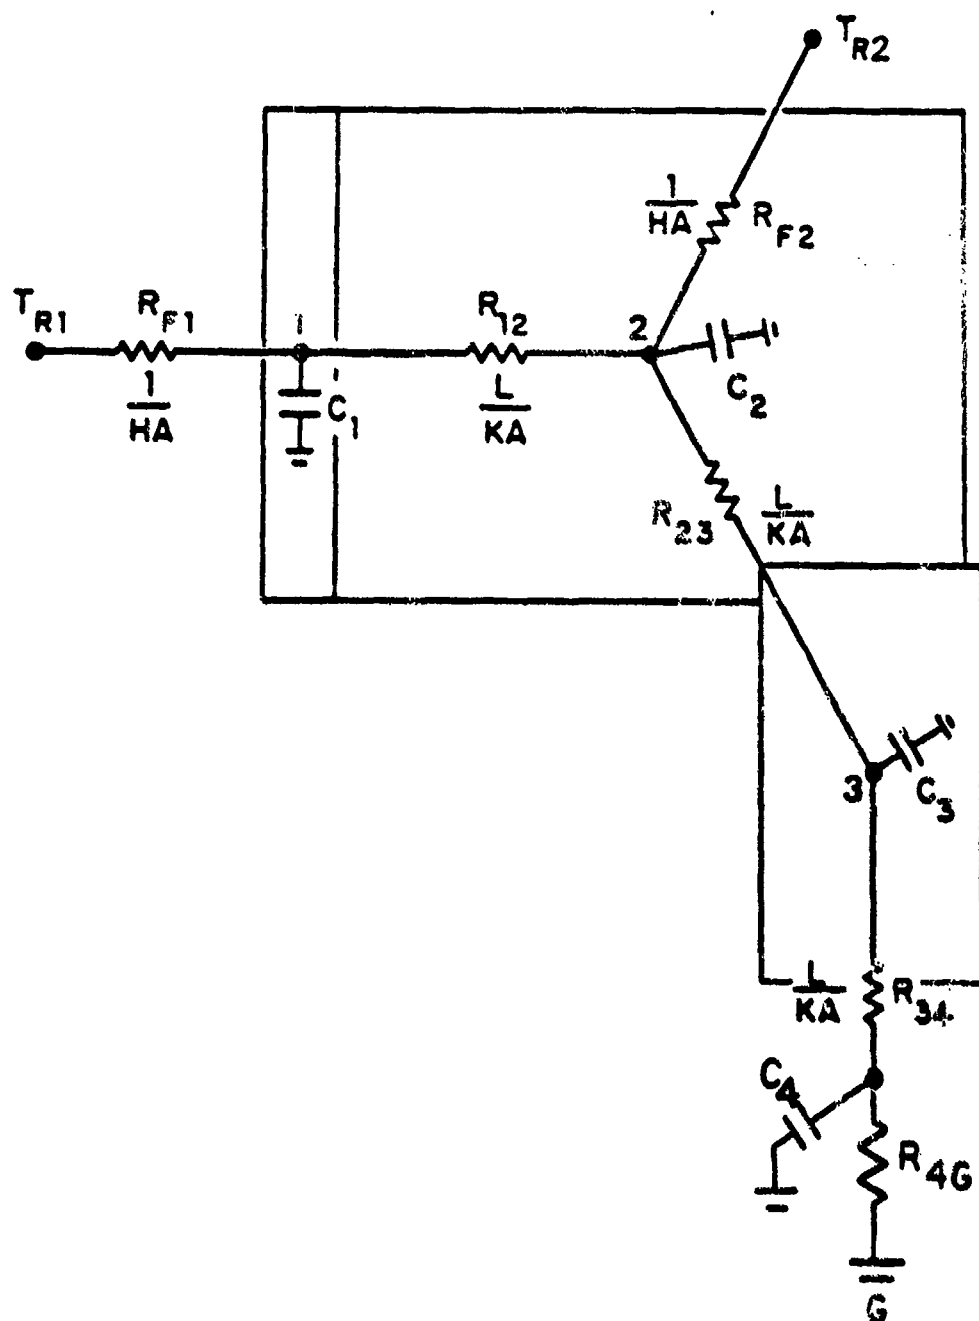 T_R2
1/HA
R_F2
T_R1
R_F1
1
R_12
2
1/HA
C_1
L/KA
C_2
R_23
L/KA
3
C_3
L/KA
R_34
C_4
R_4G
G